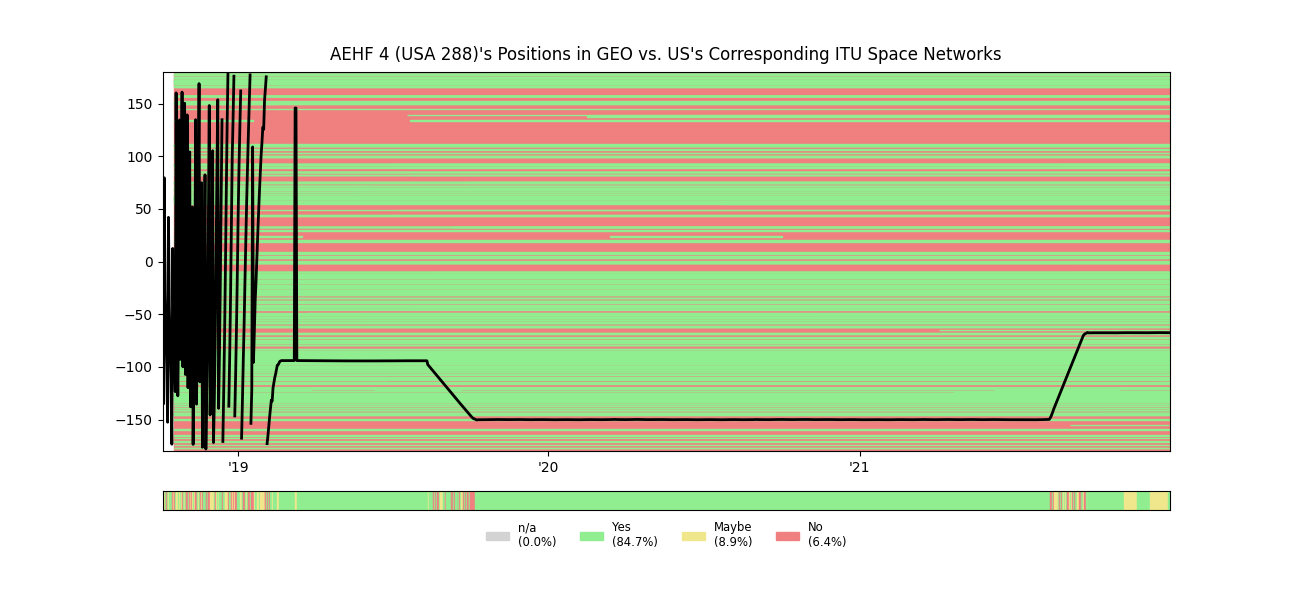 AEHF 4 (USA 288)'s Positions in GEO vs. US's Corresponding ITU Space Networks
150
100
50
0
−50
−100
−150
'19 '20 '21
n/a Yes Maybe No
(0.0%) (84.7%) (8.9%) (6.4%)